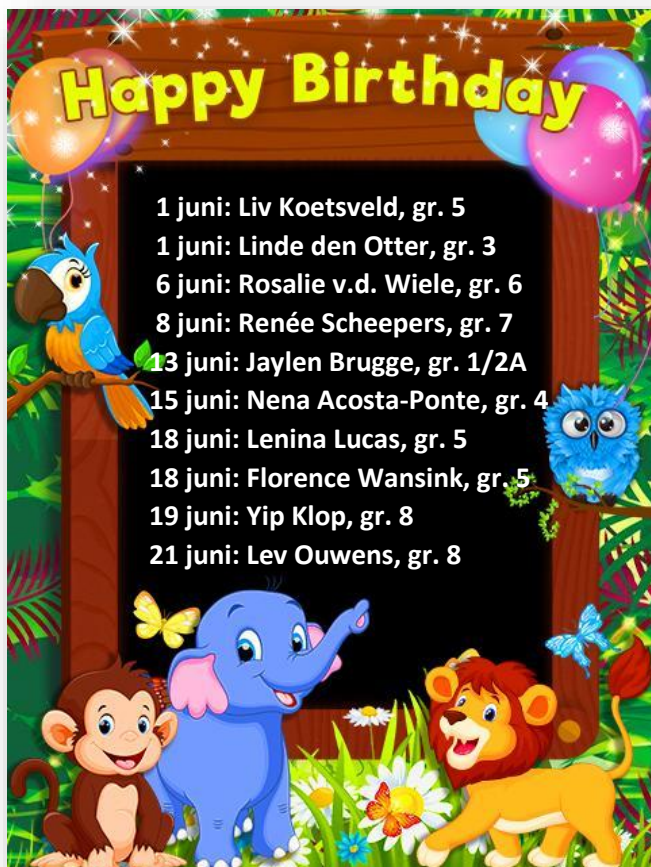 Happy Birthday
1 juni: Liv Koetsveld, gr. 5
1 juni: Linde den Otter, gr. 3
6 juni: Rosalie v.d. Wiele, gr. 6
8 juni: Renée Scheepers, gr. 7
13 juni: Jaylen Brugge, gr. 1/2A
15 juni: Nena Acosta-Ponte, gr. 4
18 juni: Lenina Lucas, gr. 5
18 juni: Florence Wansink, gr. 5
19 juni: Yip Klop, gr. 8
21 juni: Lev Ouwens, gr. 8